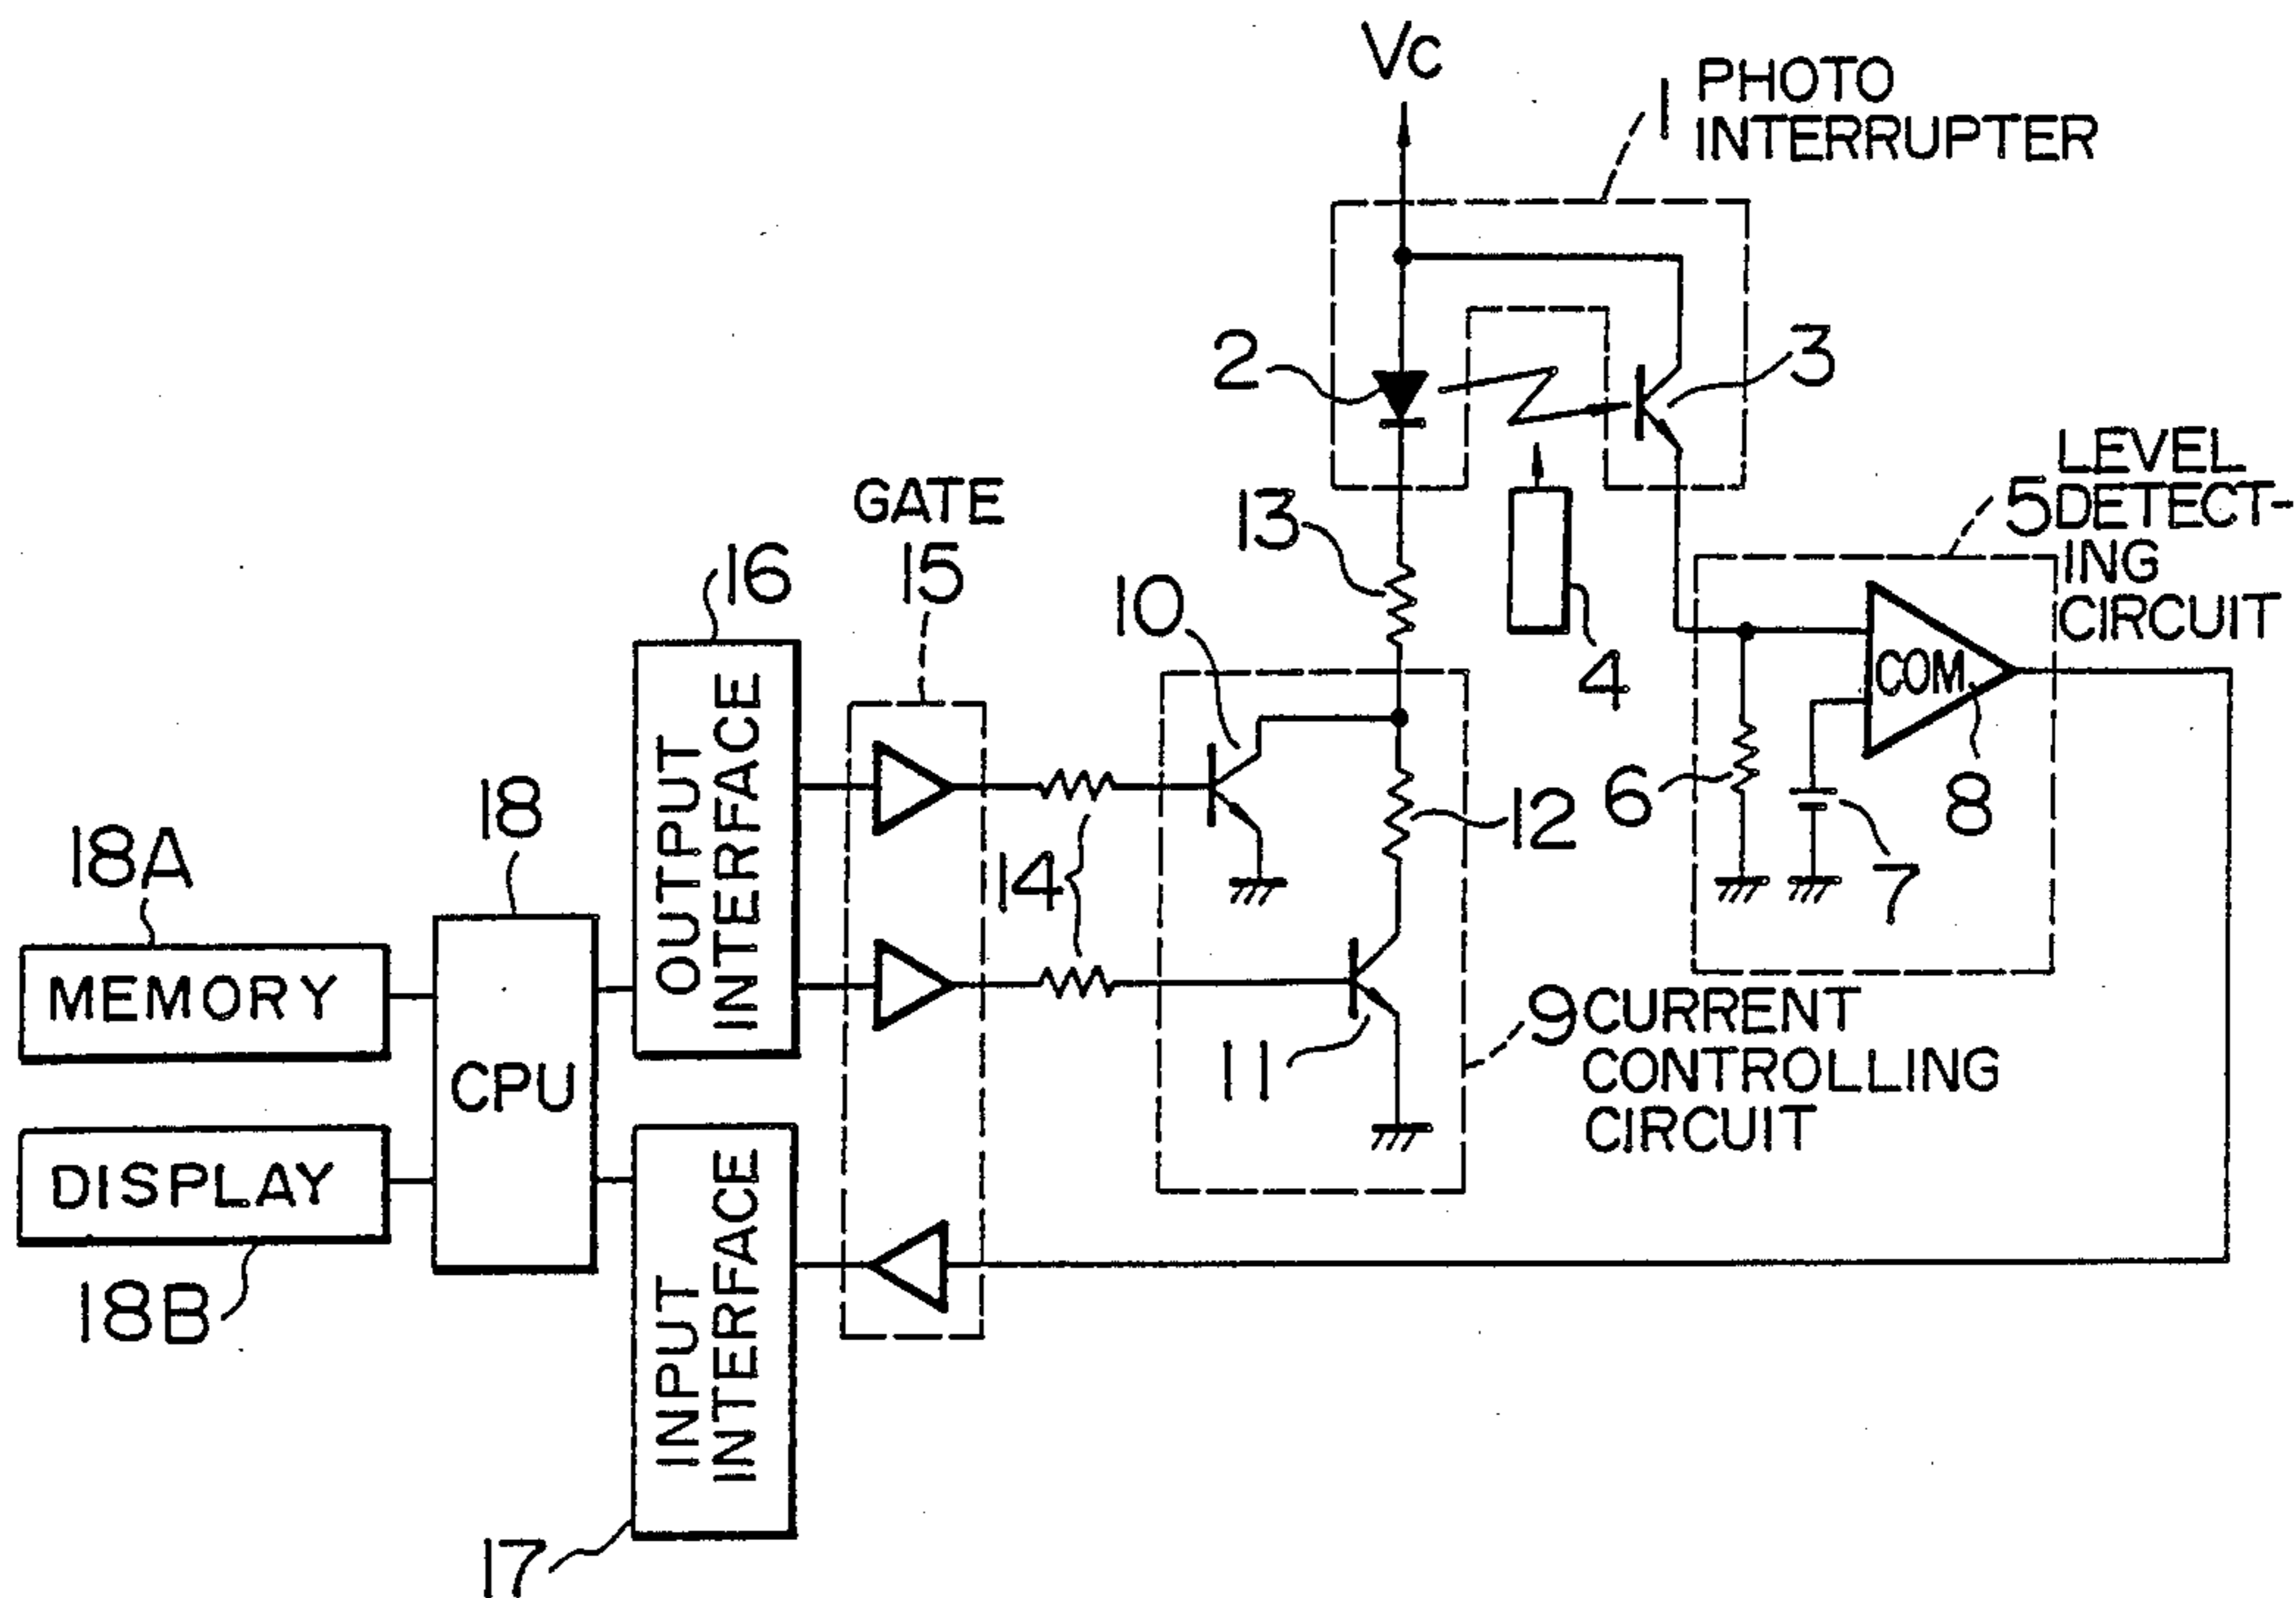 Vc
1 PHOTO
INTERRUPTER
2
3
GATE
15
13
LEVEL
5 DETECT-
ING
CIRCUIT
16
10
4
COM.
OUTPUT
INTERFACE
18
14
12
6
8
7
18A
MEMORY
CPU
11
9 CURRENT
CONTROLLING
CIRCUIT
DISPLAY
18B
INPUT
INTERFACE
17